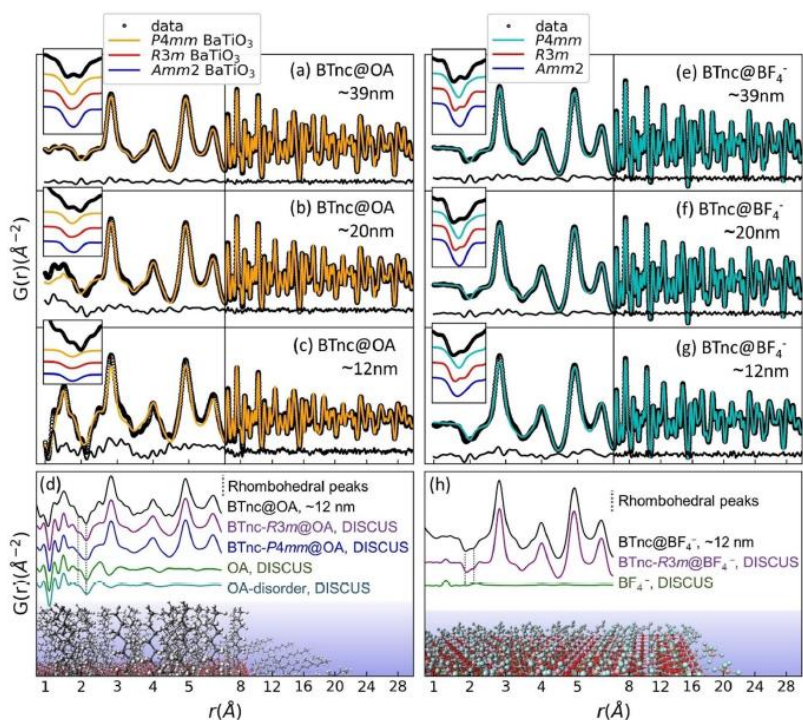 data
P4mm BaTiO₃
R3m BaTiO₃
Amm2 BaTiO₃
(a) BTnc@OA
~39nm
(b) BTnc@OA
~20nm
(c) BTnc@OA
~12nm
G(r)(Å⁻²)
(d)
Rhombohedral peaks
BTnc@OA, ~12 nm
BTnc-R3m@OA, DISCUS
BTnc-P4mm@OA, DISCUS
OA, DISCUS
OA-disorder, DISCUS
G(r)(Å⁻²)
1 2 3 4 5 6 8 12 16 20 24 28
r(Å)
data
P4mm
R3m
Amm2
(e) BTnc@BF₄⁻
~39nm
(f) BTnc@BF₄⁻
~20nm
(g) BTnc@BF₄⁻
~12nm
(h)
Rhombohedral peaks
BTnc@BF₄⁻, ~12 nm
BTnc-R3m@BF₄⁻, DISCUS
BF₄⁻, DISCUS
1 2 3 4 5 6 8 12 16 20 24 28
r(Å)